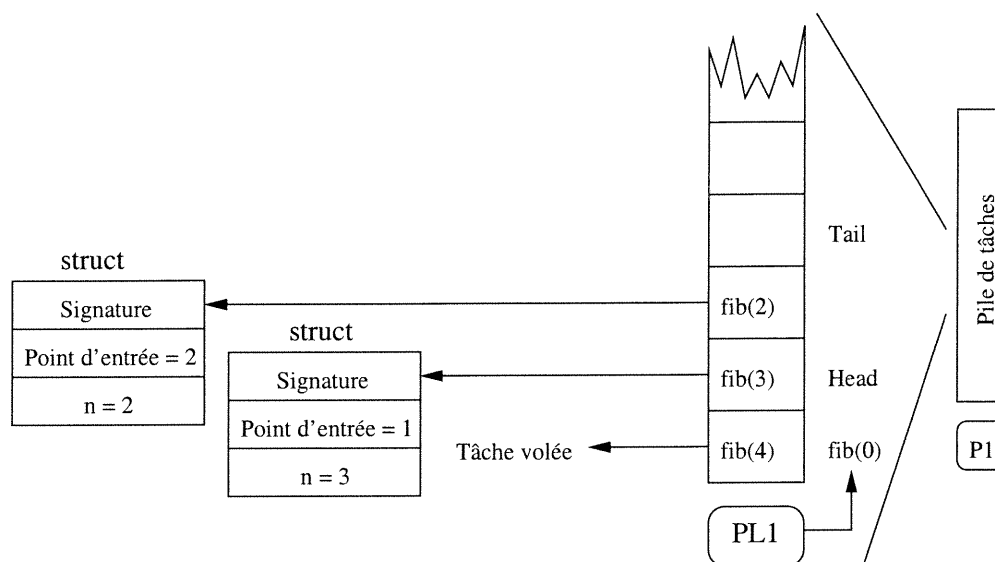 struct
Signature
Point d'entrée = 2
n = 2
struct
Signature
Point d'entrée = 1
n = 3
Tâche volée
fib(2)
fib(3)
fib(4)
Tail
Head
fib(0)
PL1
Pile de tâches
P1